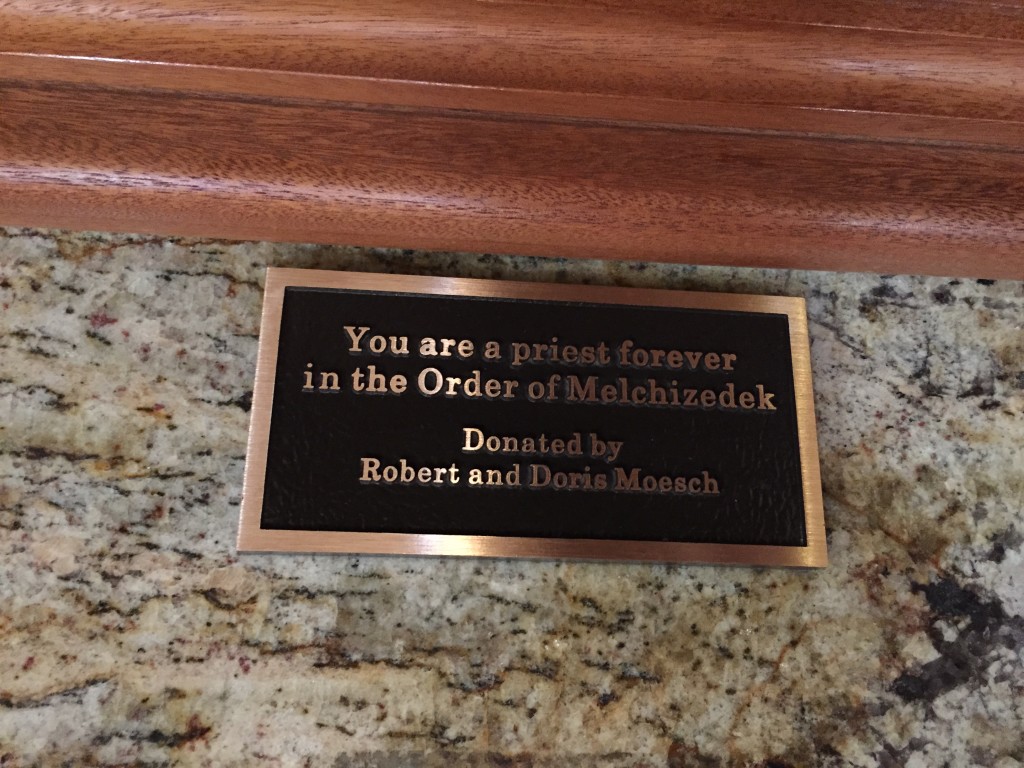 You are a priest forever
in the Order of Melchizedek
Donated by
Robert and Doris Moesch